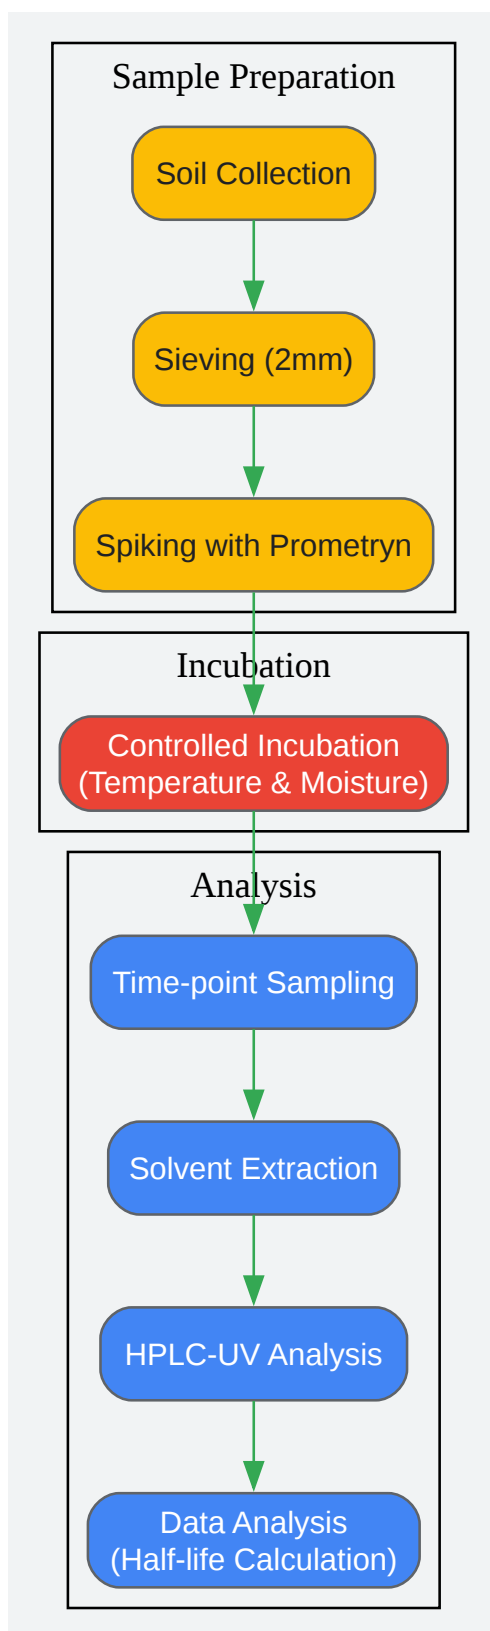 Sample Preparation
Soil Collection
Sieving (2mm)
Spiking with Prometryn
Incubation
Controlled Incubation
(Temperature & Moisture)
Analysis
Time-point Sampling
Solvent Extraction
HPLC-UV Analysis
Data Analysis
(Half-life Calculation)